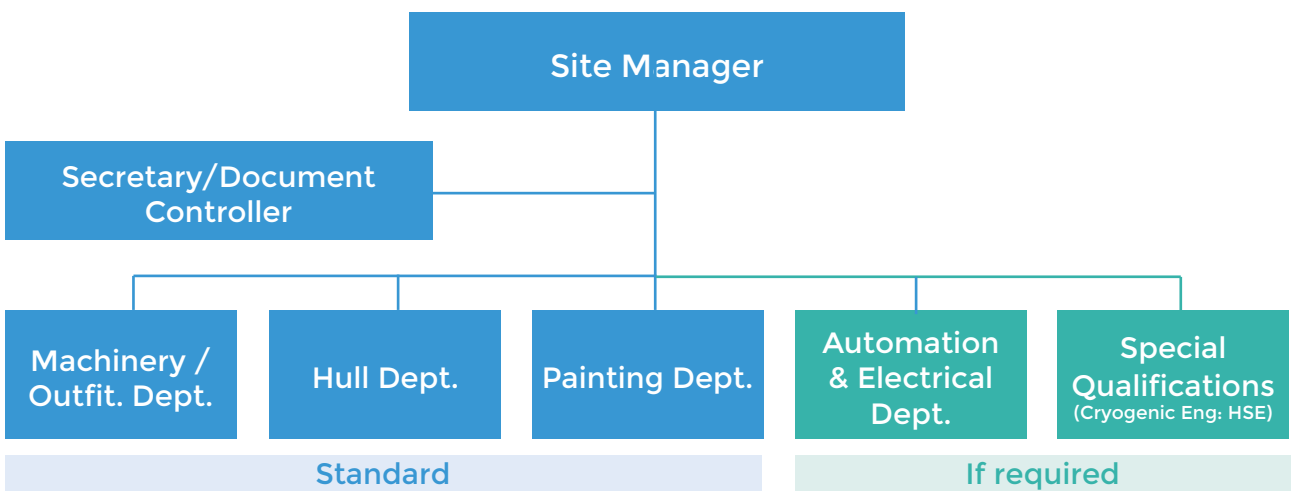 Site Manager
Secretary/Document
Controller
Machinery /
Outfit. Dept.
Hull Dept.
Painting Dept.
Automation
& Electrical
Dept.
Special
Qualifications
(Cryogenic Eng: HSE)
Standard
If required